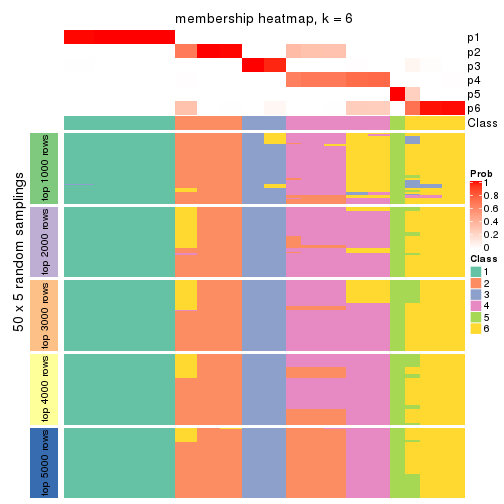 membership heatmap, k = 6
p1
p2
p3
p4
p5
p6
Class
50 x 5 random samplings
top 1000 rows
top 2000 rows
top 3000 rows
top 4000 rows
top 5000 rows
Prob
1
0.8
0.6
0.4
0.2
0
Class
1
2
3
4
5
6